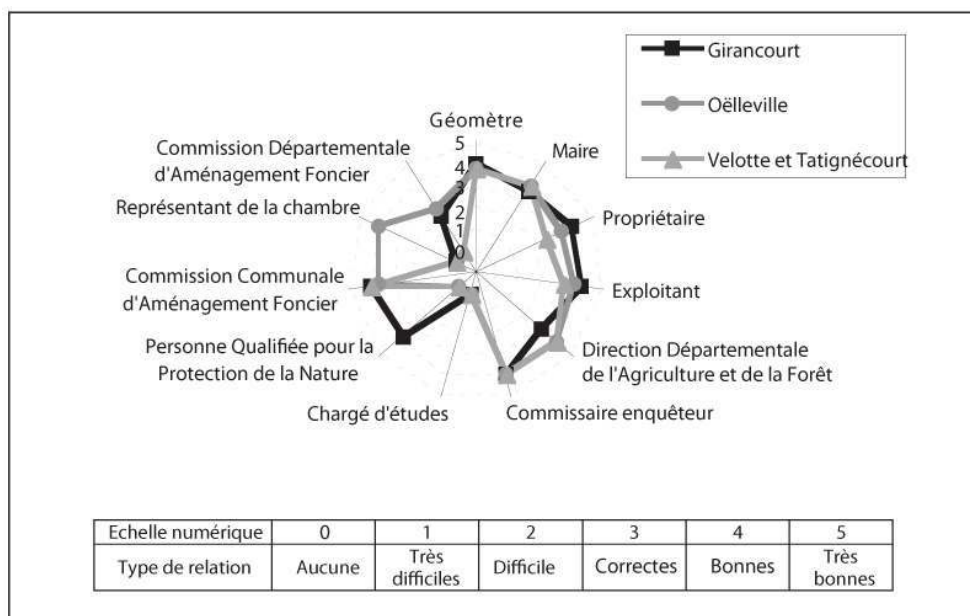 Girancourt
Oëlleville
Velotte et Tatignécourt
Géomètre
Maire
Propriétaire
Exploitant
Direction Départementale
de l'Agriculture et de la Forêt
Commissaire enquêteur
Chargé d'études
Personne Qualifiée pour la
Protection de la Nature
Commission Communale
d'Aménagement Foncier
Représentant de la chambre
Commission Départementale
d'Aménagement Foncier
5
4
3
2
1
0
Echelle numérique 0 1 2 3 4 5
Type de relation Aucune Très difficiles Difficile Correctes Bonnes Très bonnes